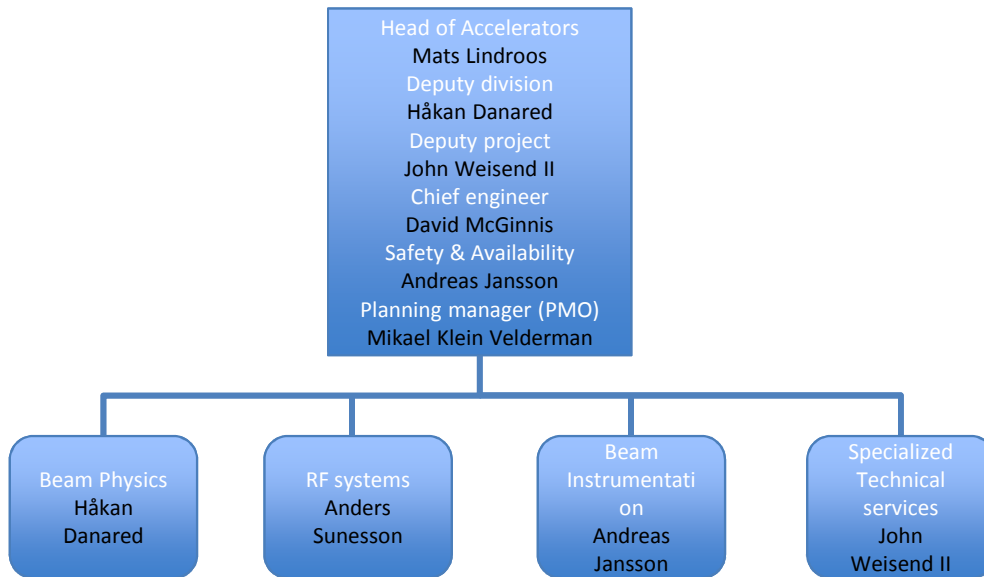 Head of Accelerators
Mats Lindroos
Deputy division
Håkan Danared
Deputy project
John Weisend II
Chief engineer
David McGinnis
Safety & Availability
Andreas Jansson
Planning manager (PMO)
Mikael Klein Velderman
Beam Physics
Håkan
Danared
RF systems
Anders
Sunesson
Beam
Instrumentati
on
Andreas
Jansson
Specialized
Technical
services
John
Weisend II